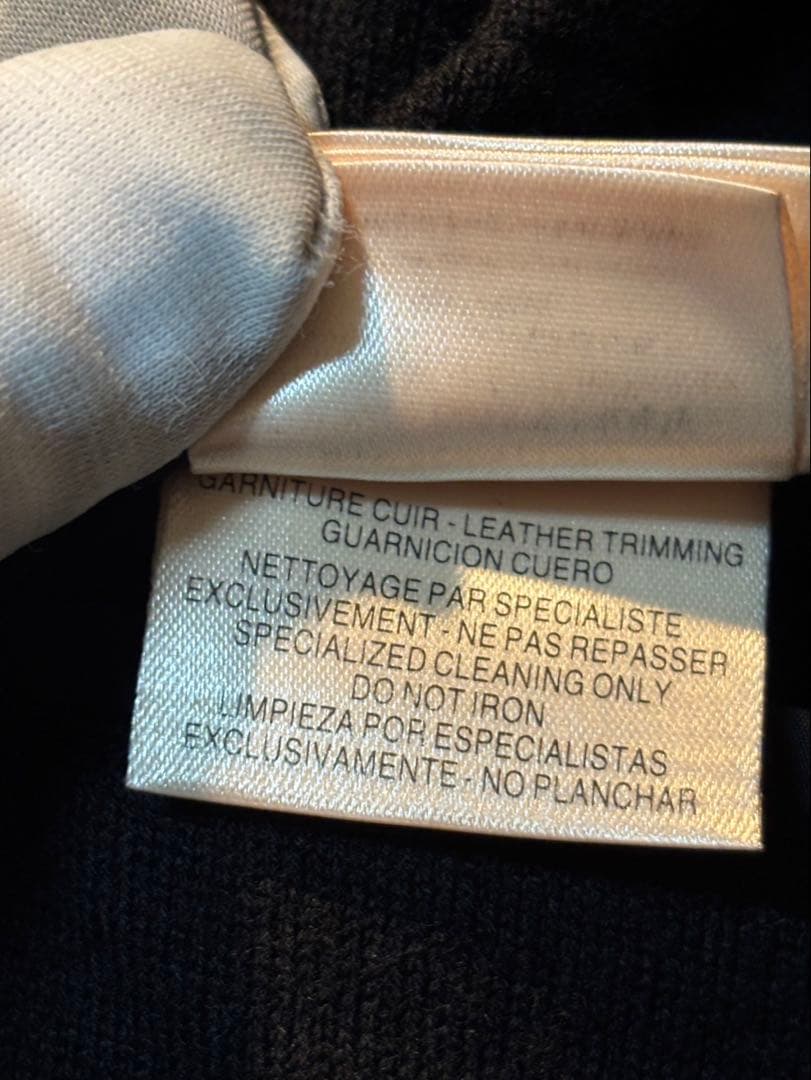 GARNITURE CUIR - LEATHER TRIMMING
GUARNICION CUERO
NETTOYAGE PAR SPECIALISTE
EXCLUSIVEMENT - NE PAS REPASSER
SPECIALIZED CLEANING ONLY
DO NOT IRON
LIMPIEZA POR ESPECIALISTAS
EXCLUSIVAMENTE - NO PLANCHAR